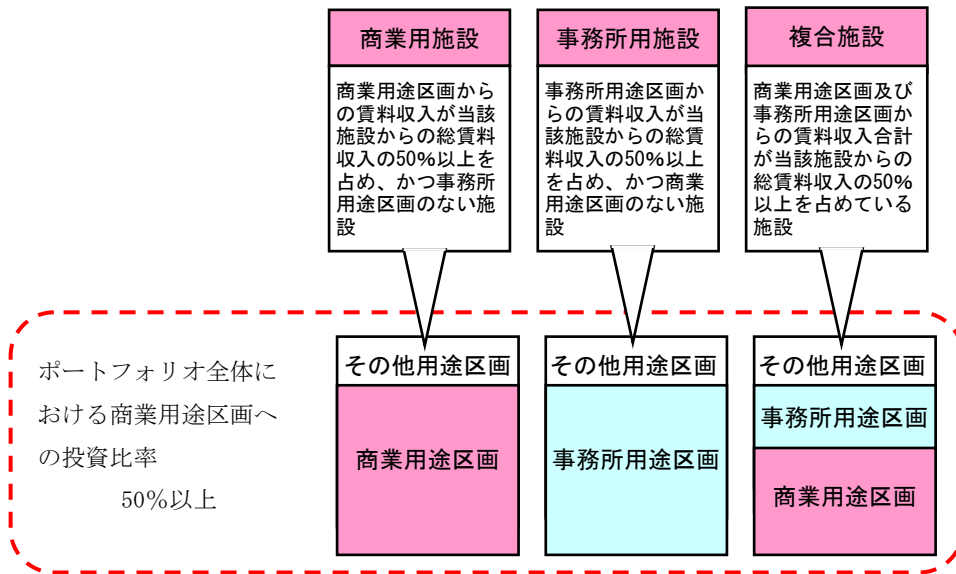 商業用施設
商業用途区画から
の賃料収入が当該
施設からの総賃料
収入の50%以上を
占め、かつ事務所
用途区画のない施
設
事務所用施設
事務所用途区画か
らの賃料収入が当
該施設からの総賃
料収入の50%以上
を占め、かつ商業
用途区画のない施
設
複合施設
商業用途区画及び
事務所用途区画か
らの賃料収入合計
が当該施設からの
総賃料収入の50%
以上を占めている
施設
ポートフォリオ全体に
おける商業用途区画へ
の投資比率
50%以上
その他用途区画
商業用途区画
その他用途区画
事務所用途区画
その他用途区画
事務所用途区画
商業用途区画